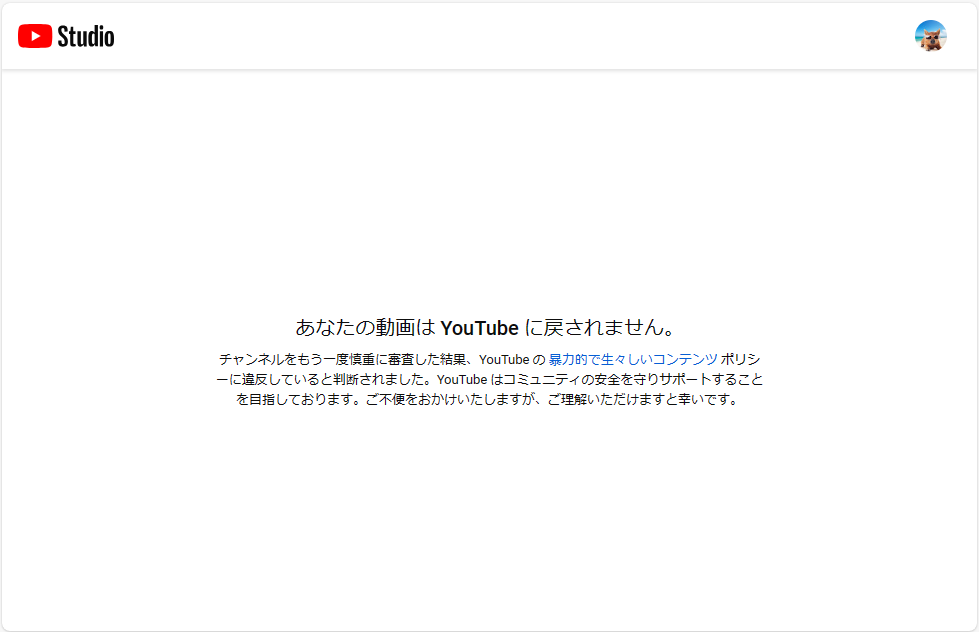 Studio
あなたの動画は YouTube に戻されません。
チャンネルをもう一度慎重に審査した結果、YouTube の 暴力的で生々しいコンテンツ ポリシ
ーに違反していると判断されました。YouTube はコミュニティの安全を守りサポートすること
を目指しております。ご不便をおかけいたしますが、ご理解いただけますと幸いです。